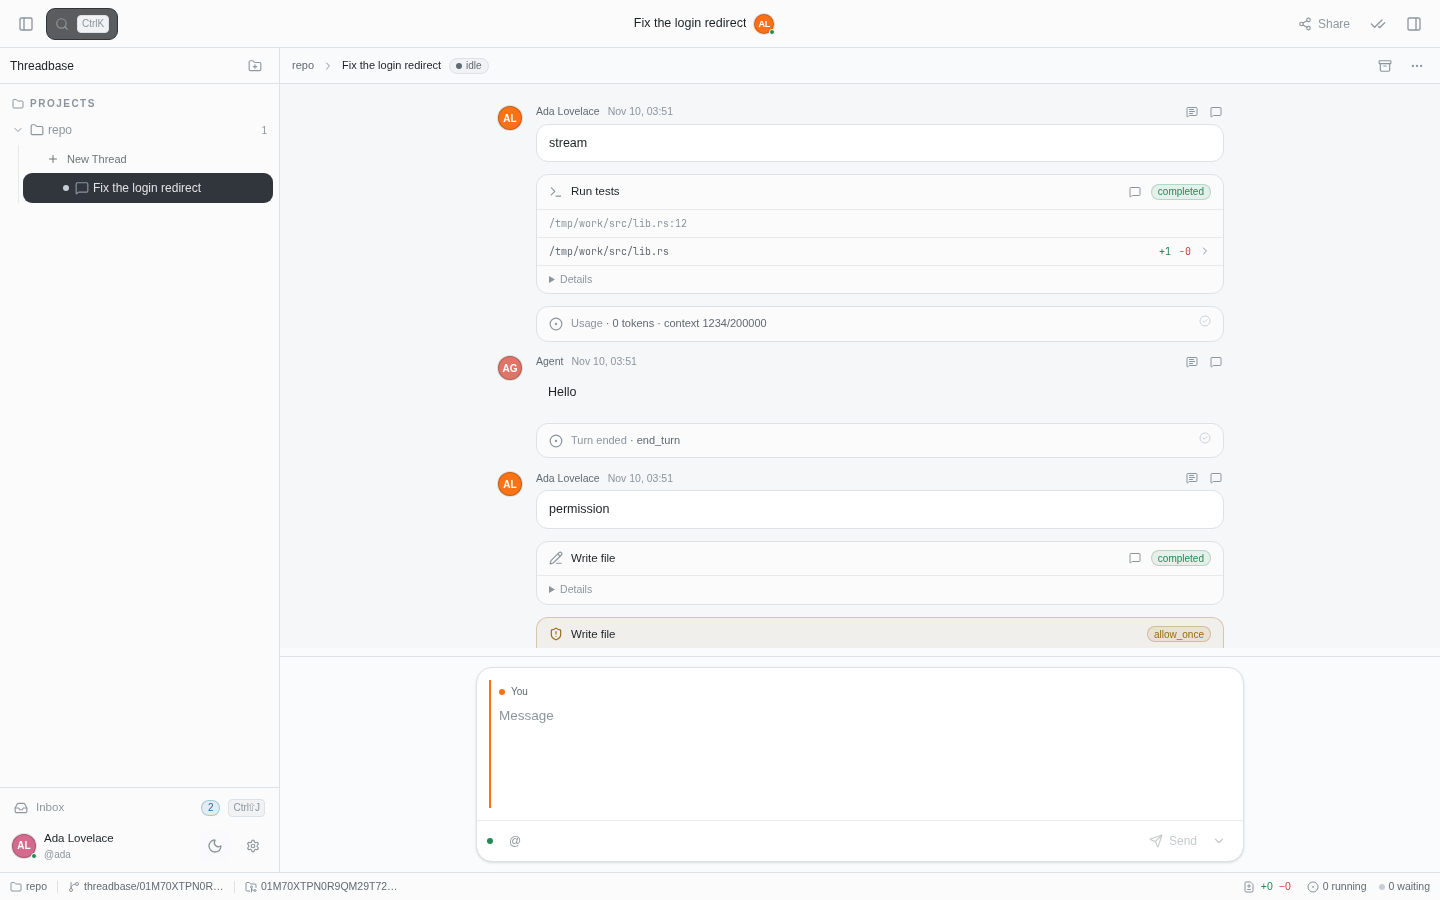 CtrlK
Fix the login redirect AL
Share
Threadbase
repo Fix the login redirect idle
PROJECTS
repo 1
New Thread
Fix the login redirect
AL Ada Lovelace Nov 10, 03:51
stream
Run tests completed
/tmp/work/src/lib.rs:12
/tmp/work/src/lib.rs +1 -0
Details
Usage · 0 tokens · context 1234/200000
AG Agent Nov 10, 03:51
Hello
Turn ended · end_turn
AL Ada Lovelace Nov 10, 03:51
permission
Write file completed
Details
Write file allow_once
You
Message
@ Send
Inbox 2 Ctrl⇧J
AL Ada Lovelace
@ada
repo threadbase/01M70XTPN0R… 01M70XTPN0R9QM29T72… +0 −0 0 running 0 waiting